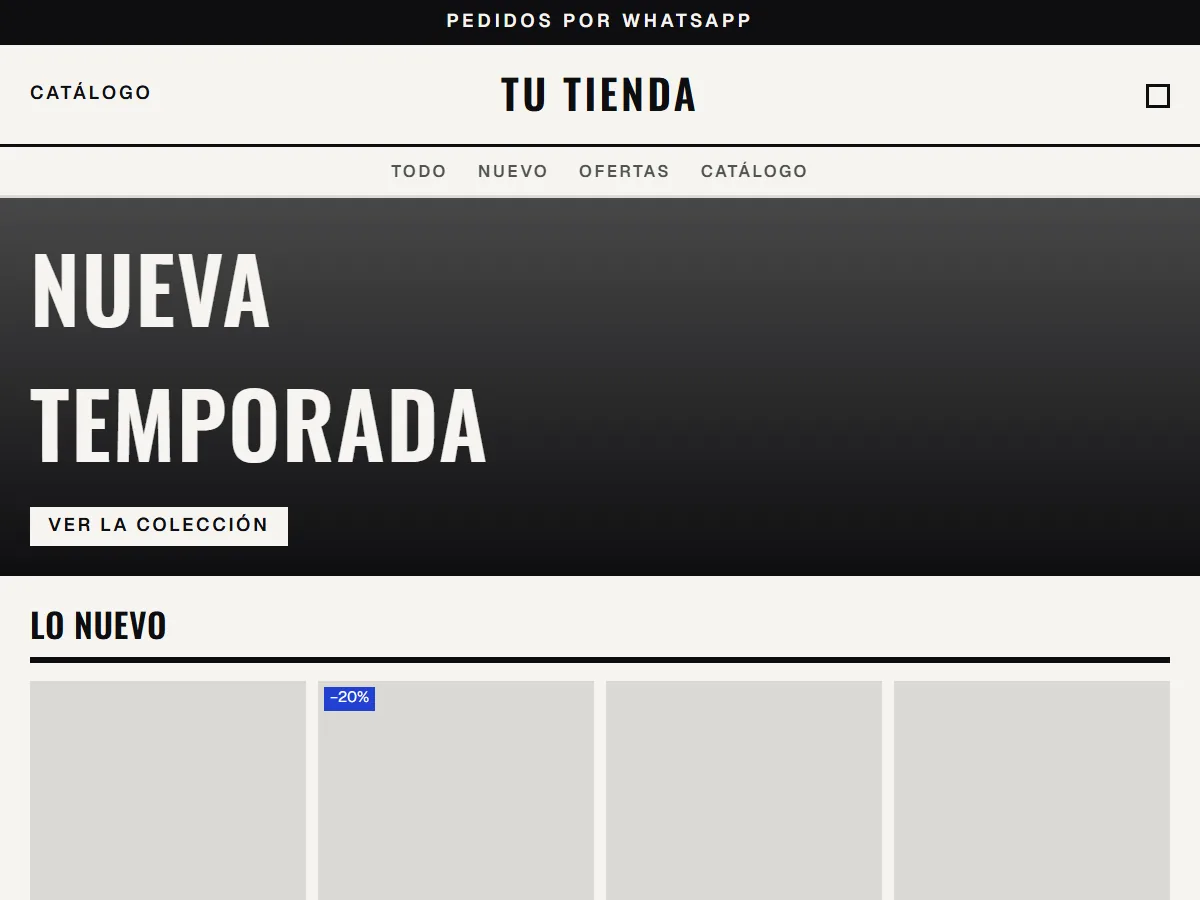 PEDIDOS POR WHATSAPP
CATÁLOGO
TU TIENDA
TODO NUEVO OFERTAS CATÁLOGO
NUEVA
TEMPORADA
VER LA COLECCIÓN
LO NUEVO
−20%